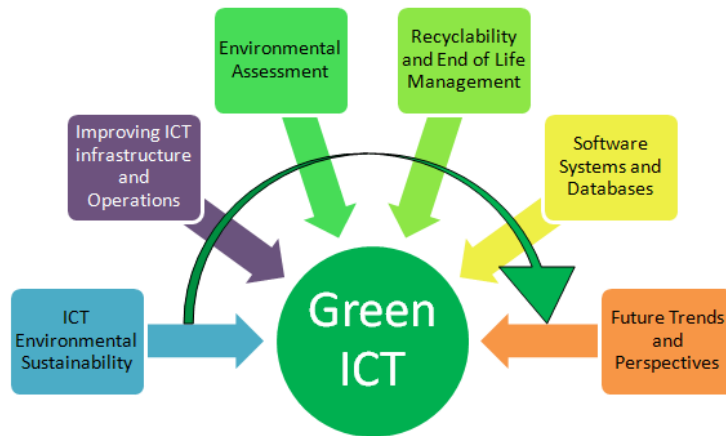 Environmental
Assessment
Recyclability
and End of Life
Management
Improving ICT
infrastructure
and
Operations
Software
Systems and
Databases
ICT
Environmental
Sustainability
Green
ICT
Future Trends
and
Perspectives